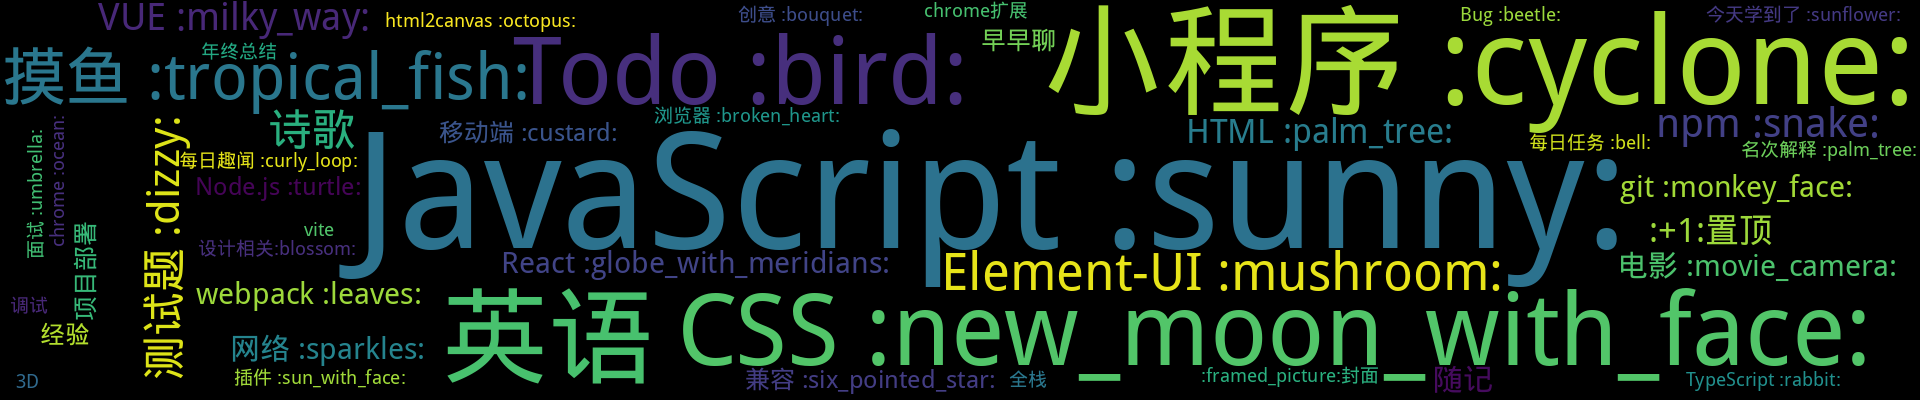 VUE :milky_way:
html2canvas :octopus:
创意 :bouquet:
chrome扩展
Bug :beetle:
今天学到了 :sunflower:
摸鱼 :tropical_fish:
年终总结
Todo :bird:
早早聊
小程序 :cyclone:
诗歌
移动端 :custard:
浏览器 :broken_heart:
HTML :palm_tree:
每日任务 :bell:
npm :snake:
名次解释 :palm_tree:
面试 :umbrella:
chrome :ocean:
测试题 :dizzy:
每日趣闻 :curly_loop:
Node.js :turtle:
JavaScript :sunny:
git :monkey_face:
vite
:+1:置顶
设计相关:blossom:
项目部署
React :globe_with_meridians:
Element-UI :mushroom:
电影 :movie_camera:
webpack :leaves:
调试
经验
英语
CSS :new_moon_with_face:
网络 :sparkles:
3D
插件 :sun_with_face:
兼容 :six_pointed_star:
全栈
:framed_picture:封面
随记
TypeScript :rabbit: